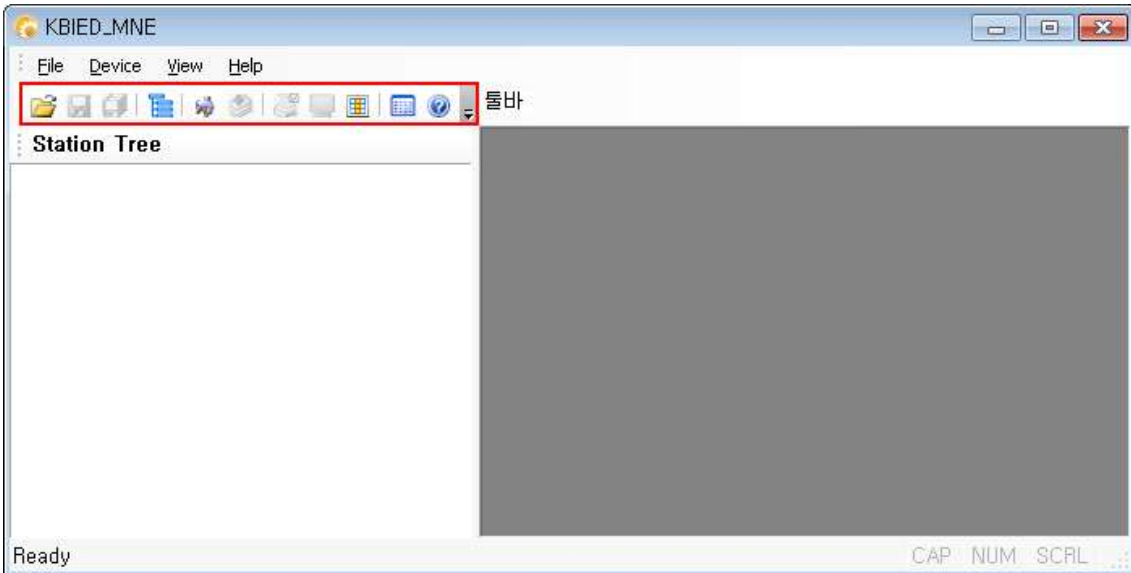 KBIED_MNE
File Device View Help
툴바
Station Tree
Ready CAP NUM SCRL